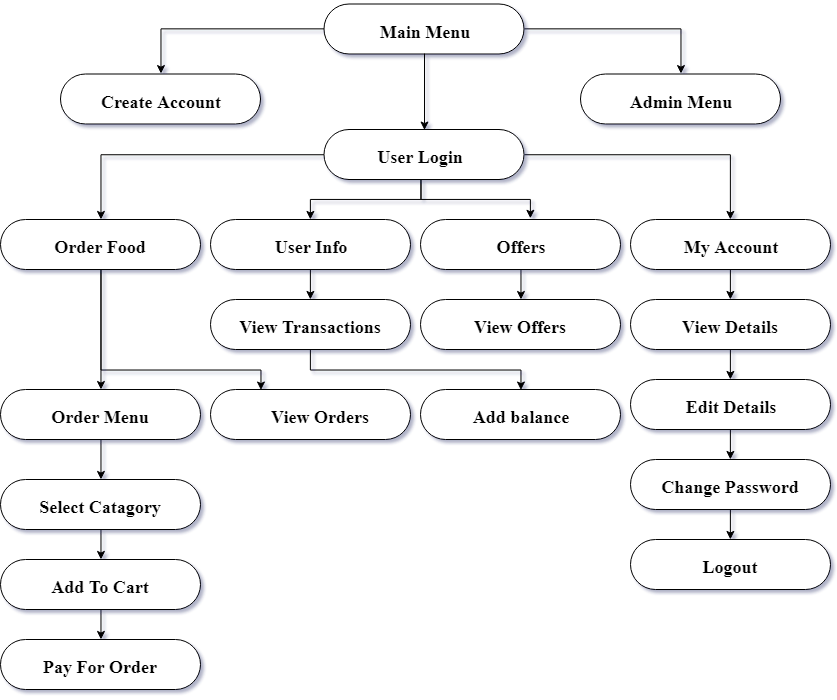 Main Menu
Create Account
Admin Menu
User Login
Order Food
User Info
Offers
My Account
View Transactions
View Offers
View Details
Order Menu
View Orders
Add balance
Edit Details
Select Catagory
Change Password
Add To Cart
Logout
Pay For Order